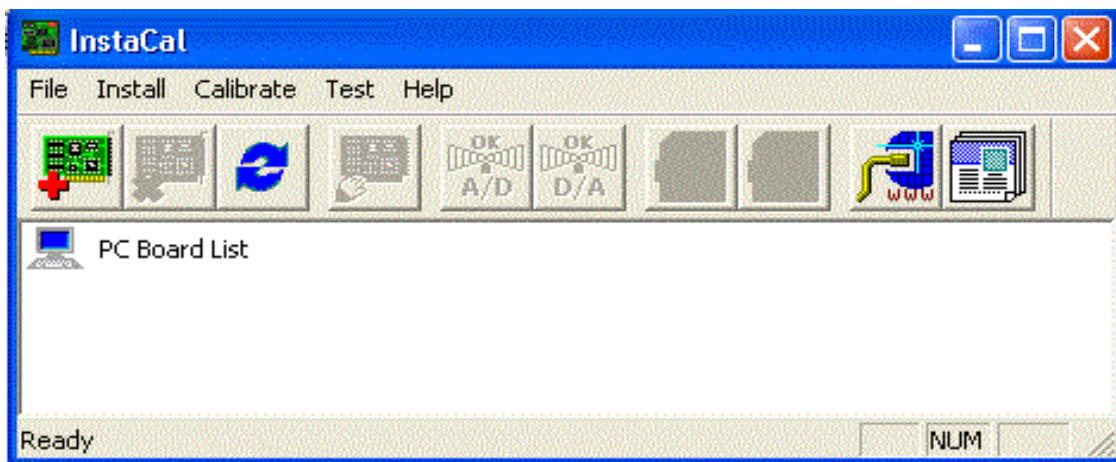 InstaCal
File Install Calibrate Test Help
OK OK
A/D D/A
www
PC Board List
Ready NUM